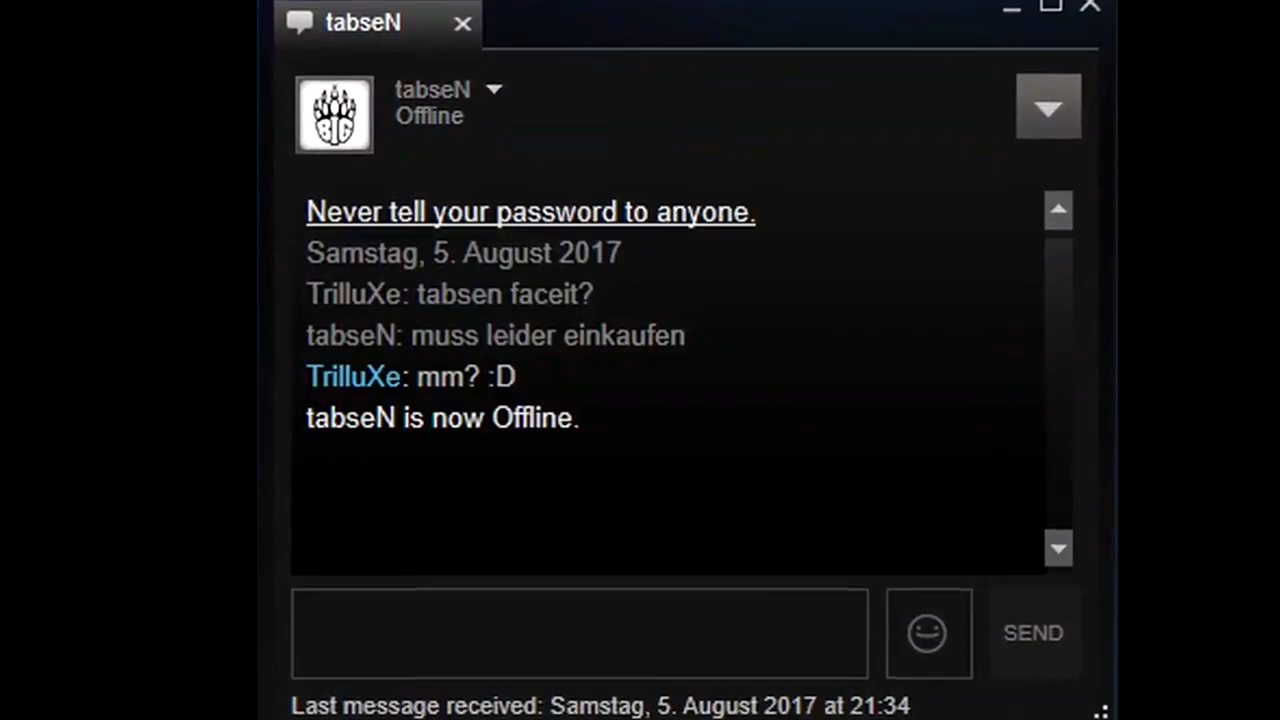 tabseN
tabseN
Offline
BIG
Never tell your password to anyone.
Samstag, 5. August 2017
TrilluXe: tabsen faceit?
tabseN: muss leider einkaufen
TrilluXe: mm? :D
tabseN is now Offline.
SEND
Last message received: Samstag, 5. August 2017 at 21:34